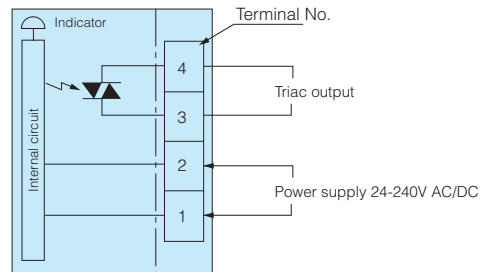 Indicator
Terminal No.
Internal circuit
4
3
2
1
Triac output
Power supply 24-240V AC/DC